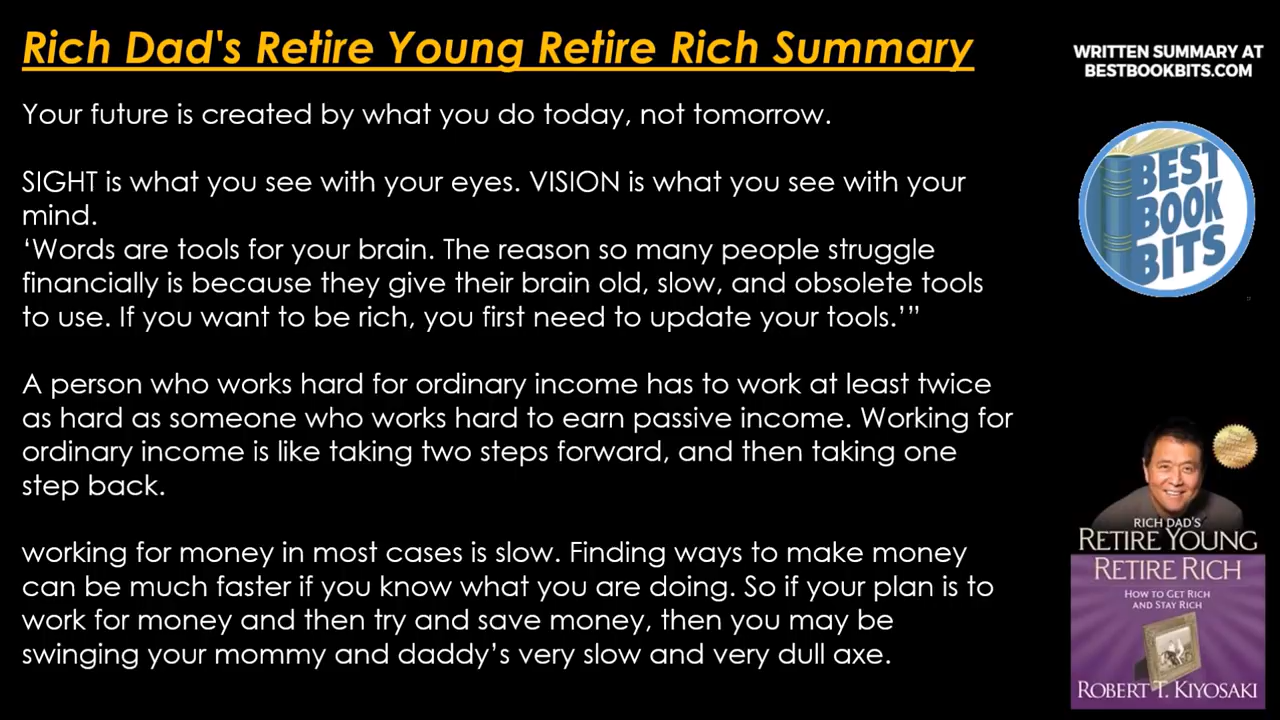 Rich Dad's Retire Young Retire Rich Summary
WRITTEN SUMMARY AT
BESTBOOKBITS.COM
Your future is created by what you do today, not tomorrow.
SIGHT is what you see with your eyes. VISION is what you see with your
mind.
‘Words are tools for your brain. The reason so many people struggle
financially is because they give their brain old, slow, and obsolete tools
to use. If you want to be rich, you first need to update your tools.’”
A person who works hard for ordinary income has to work at least twice
as hard as someone who works hard to earn passive income. Working for
ordinary income is like taking two steps forward, and then taking one
step back.
working for money in most cases is slow. Finding ways to make money
can be much faster if you know what you are doing. So if your plan is to
work for money and then try and save money, then you may be
swinging your mommy and daddy’s very slow and very dull axe.
BEST
BOOK
BITS
RICH DAD'S
RETIRE YOUNG
RETIRE RICH
HOW TO GET RICH
AND STAY RICH
ROBERT T. KIYOSAKI